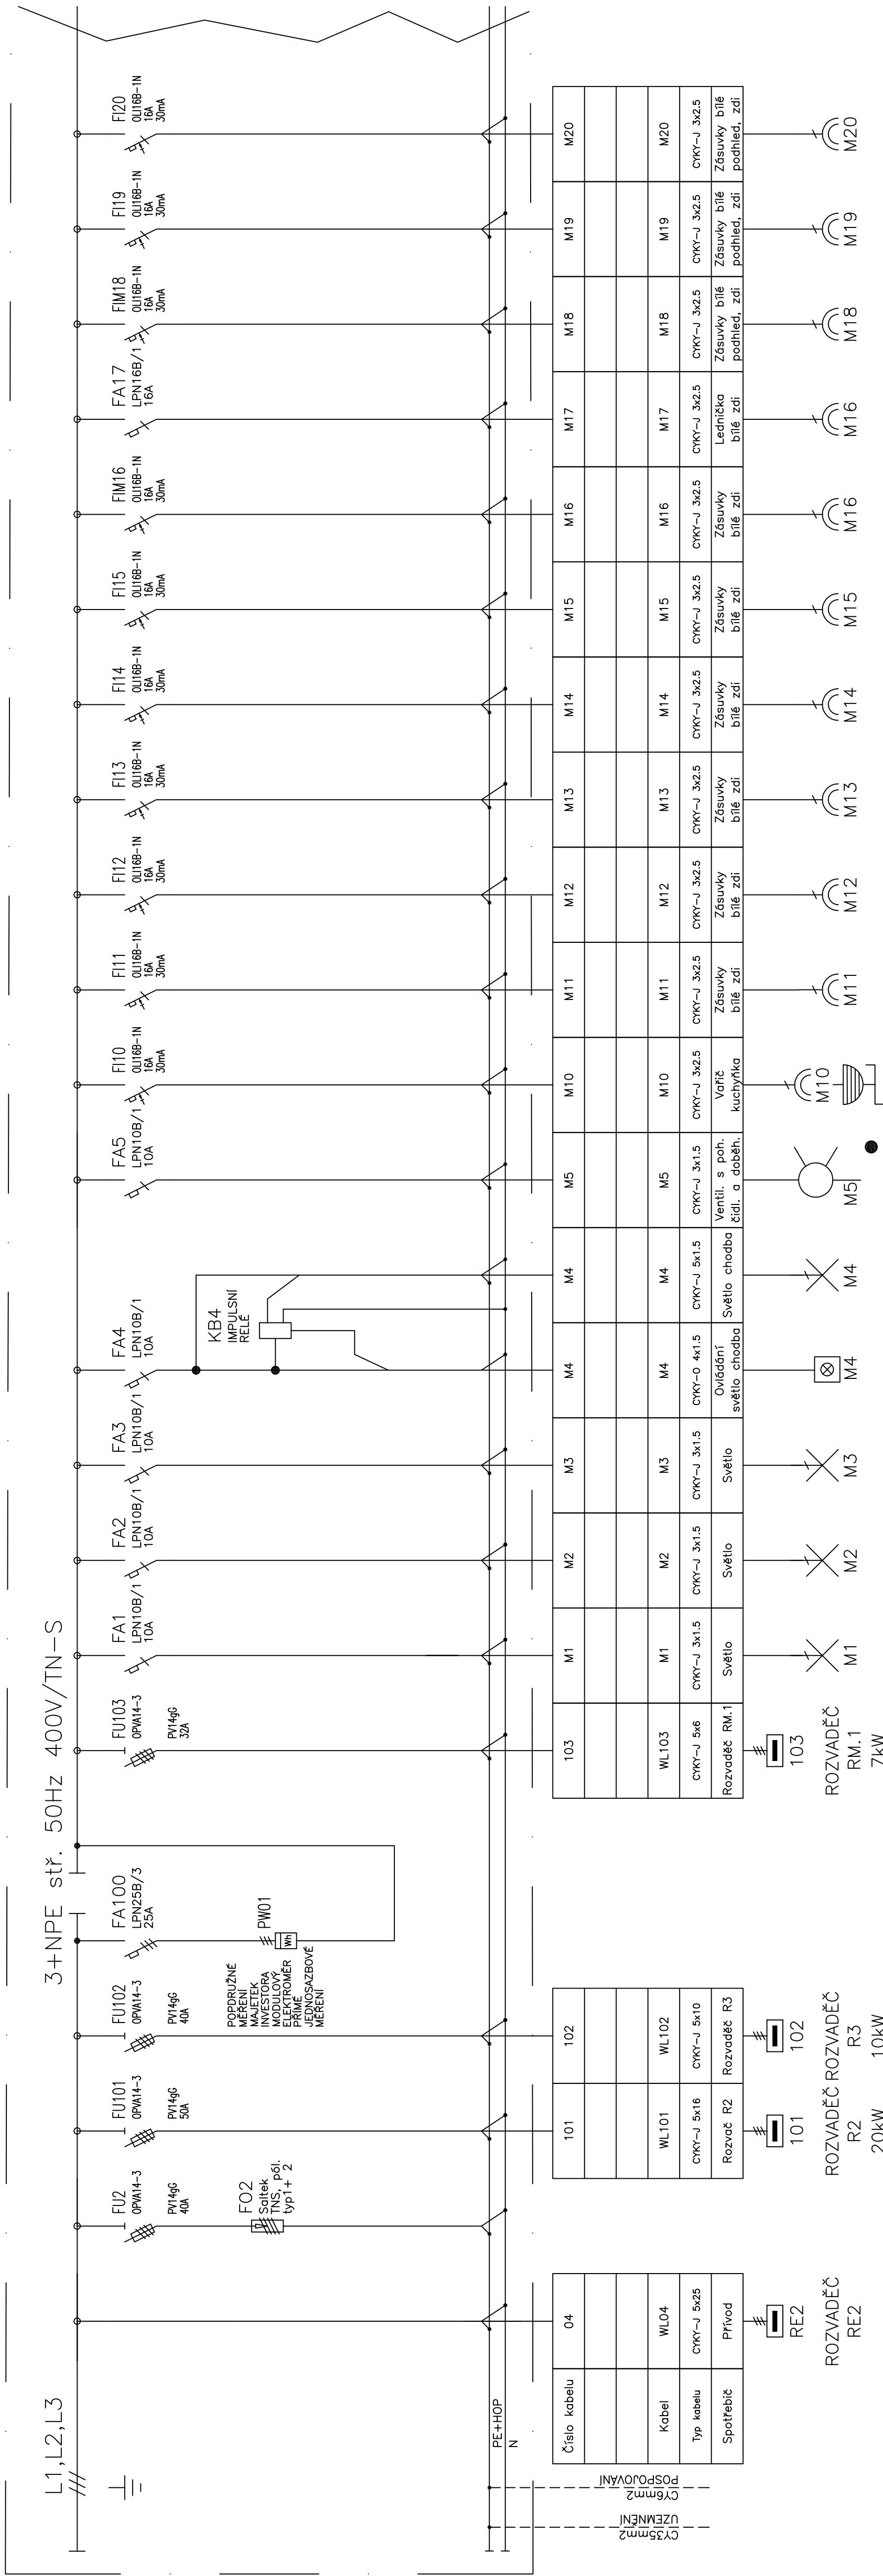 L1,L2,L3
3+NPE stř. 50Hz 400V/TN-S
FU2
OPVA14-3
PV14gG
40A
FO2
Saltek
TNS, pól.
typ1+ 2
FU101
OPVA14-3
PV14gG
50A
FU102
OPVA14-3
PV14gG
40A
FA100
LPN25B/3
25A
PW01
Wh
POPDRUŽNÉ
MĚŘENÍ
MAJETEK
INVESTORA
MODULOVÝ
ELEKTROMĚR
PŘÍMÉ
JEDNOSAZBOVÉ
MĚŘENÍ
FU103
OPVA14-3
PV14gG
32A
FA1
LPN10B/1
10A
FA2
LPN10B/1
10A
FA3
LPN10B/1
10A
FA4
LPN10B/1
10A
KB4
IMPULSNÍ
RELÉ
FA5
LPN10B/1
10A
FI10
OLI16B-1N
16A
30mA
FI11
OLI16B-1N
16A
30mA
FI12
OLI16B-1N
16A
30mA
FI13
OLI16B-1N
16A
30mA
FI14
OLI16B-1N
16A
30mA
FI15
OLI16B-1N
16A
30mA
FIM16
OLI16B-1N
16A
30mA
FA17
LPN16B/1
16A
FIM18
OLI16B-1N
16A
30mA
FI19
OLI16B-1N
16A
30mA
FI20
OLI16B-1N
16A
30mA
PE+HOP
N
CY35mm2
UZEMNĚNÍ
CY6mm2
POSPOJOVÁNÍ
Číslo kabelu 04 101 102 103 M1 M2 M3 M4 M4 M5 M10 M11 M12 M13 M14 M15 M16 M17 M18 M19 M20
Kabel WL04 WL101 WL102 WL103 M1 M2 M3 M4 M4 M5 M10 M11 M12 M13 M14 M15 M16 M17 M18 M19 M20
Typ kabelu CYKY-J 5x25 CYKY-J 5x16 CYKY-J 5x10 CYKY-J 5x6 CYKY-J 3x1.5 CYKY-J 3x1.5 CYKY-J 3x1.5 CYKY-O 4x1.5 CYKY-J 5x1.5 CYKY-J 3x1.5 CYKY-J 3x2.5 CYKY-J 3x2.5 CYKY-J 3x2.5 CYKY-J 3x2.5 CYKY-J 3x2.5 CYKY-J 3x2.5 CYKY-J 3x2.5 CYKY-J 3x2.5 CYKY-J 3x2.5 CYKY-J 3x2.5 CYKY-J 3x2.5
Spotřebič
Přívod
Rozvač R2
Rozvaděč R3
Rozvaděč RM.1
Světlo
Světlo
Světlo
Ovládání
světlo chodba
Světlo chodba
Ventil. s poh.
čidl. a doběh.
Vařič
kuchyňka
Zásuvky
bílé zdi
Zásuvky
bílé zdi
Zásuvky
bílé zdi
Zásuvky
bílé zdi
Zásuvky
bílé zdi
Zásuvky
bílé zdi
Lednička
bílé zdi
Zásuvky bílé
podhled, zdi
Zásuvky bílé
podhled, zdi
Zásuvky bílé
podhled, zdi
RE2 101 102 103 M1 M2 M3 M4 M4 M5 M10 M11 M12 M13 M14 M15 M16 M16 M18 M19 M20
ROZVADĚČ
RE2
ROZVADĚČ
R2
20kW
ROZVADĚČ
R3
10kW
ROZVADĚČ
RM.1
7kW